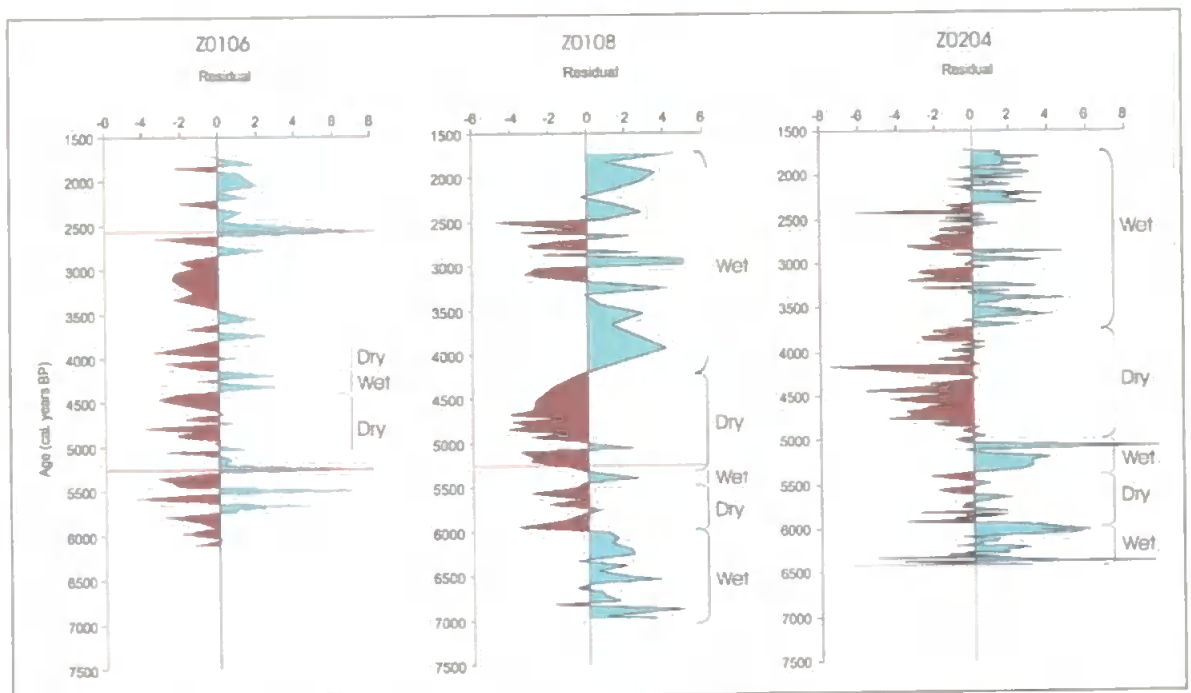 Z0106 Z0108 Z0204
Residual Residual Residual
-6 -4 -2 0 2 4 6 8 -6 -4 -2 0 2 4 6 -8 -6 -4 -2 0 2 4 6 8
1500 1500 1500
2000 2000 2000
2500 2500 2500 Wet
3000 3000 Wet 3000
3500 3500 3500
4000 Dry 4000 4000
Wet
4500 4500 4500 Dry
Dry Dry
5000 5000 5000
Wet
5500 Wet 5500 5500
Dry Dry
6000 6000 6000
Wet
6500 Wet 6500 6500
7000 7000 7000
7500 7500 7500
Age (cal. years BP)